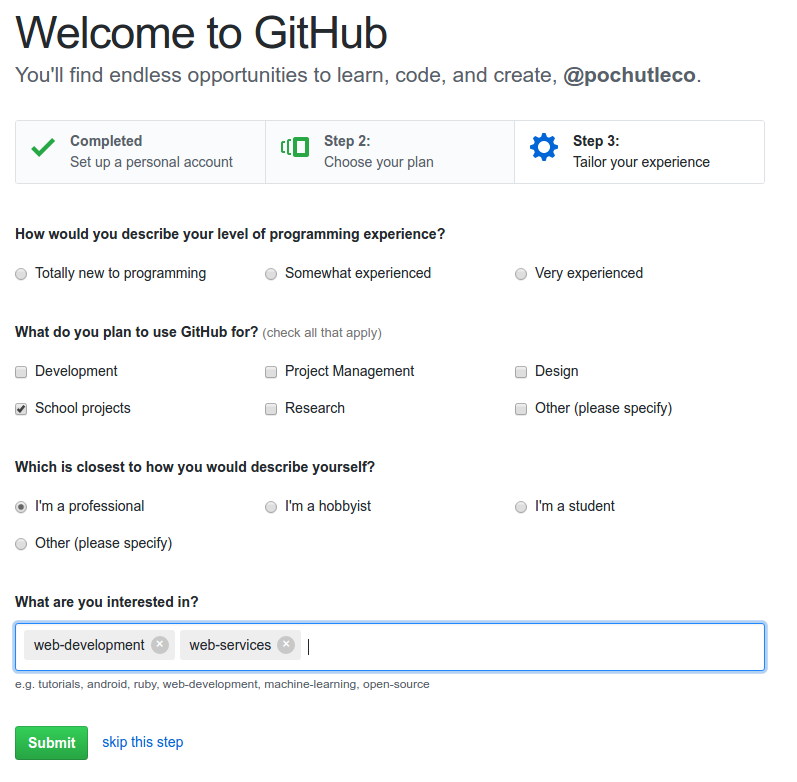 Welcome to GitHub
You'll find endless opportunities to learn, code, and create, @pochutleco.
Completed
Set up a personal account
Step 2:
Choose your plan
Step 3:
Tailor your experience
How would you describe your level of programming experience?
Totally new to programming Somewhat experienced Very experienced
What do you plan to use GitHub for? (check all that apply)
Development Project Management Design
School projects Research Other (please specify)
Which is closest to how you would describe yourself?
I'm a professional I'm a hobbyist I'm a student
Other (please specify)
What are you interested in?
web-development web-services
e.g. tutorials, android, ruby, web-development, machine-learning, open-source
Submit skip this step